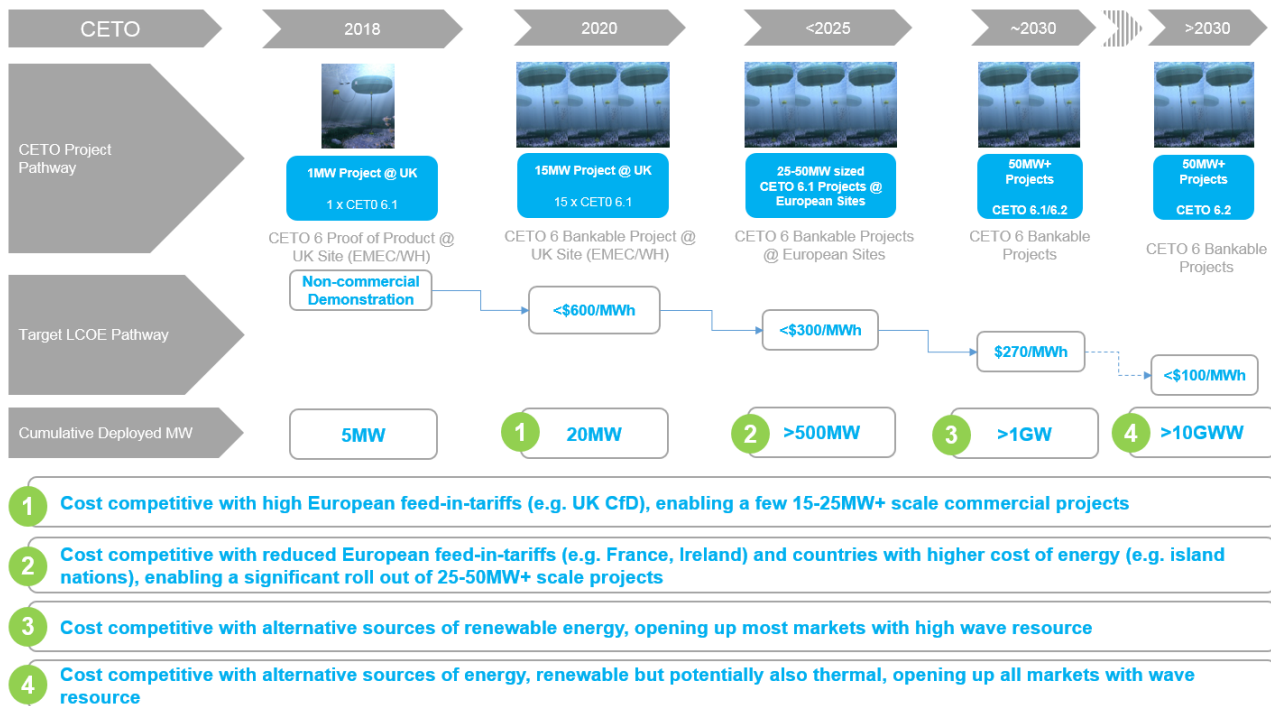 CETO
2018
2020
<2025
~2030
>2030
CETO Project
Pathway
1MW Project @ UK
1 x CET0 6.1
15MW Project @ UK
15 x CET0 6.1
25-50MW sized
CETO 6.1 Projects @
European Sites
50MW+
Projects
CETO 6.1/6.2
50MW+
Projects
CETO 6.2
CETO 6 Proof of Product @
UK Site (EMEC/WH)
CETO 6 Bankable Project @
UK Site (EMEC/WH)
CETO 6 Bankable Projects
@ European Sites
CETO 6 Bankable
Projects
CETO 6 Bankable
Projects
Target LCOE Pathway
Non-commercial
Demonstration
<$600/MWh
<$300/MWh
$270/MWh
<$100/MWh
Cumulative Deployed MW
5MW
1
20MW
2
>500MW
3
>1GW
4
>10GWW
1
Cost competitive with high European feed-in-tariffs (e.g. UK CfD), enabling a few 15-25MW+ scale commercial projects
2
Cost competitive with reduced European feed-in-tariffs (e.g. France, Ireland) and countries with higher cost of energy (e.g. island
nations), enabling a significant roll out of 25-50MW+ scale projects
3
Cost competitive with alternative sources of renewable energy, opening up most markets with high wave resource
4
Cost competitive with alternative sources of energy, renewable but potentially also thermal, opening up all markets with wave
resource